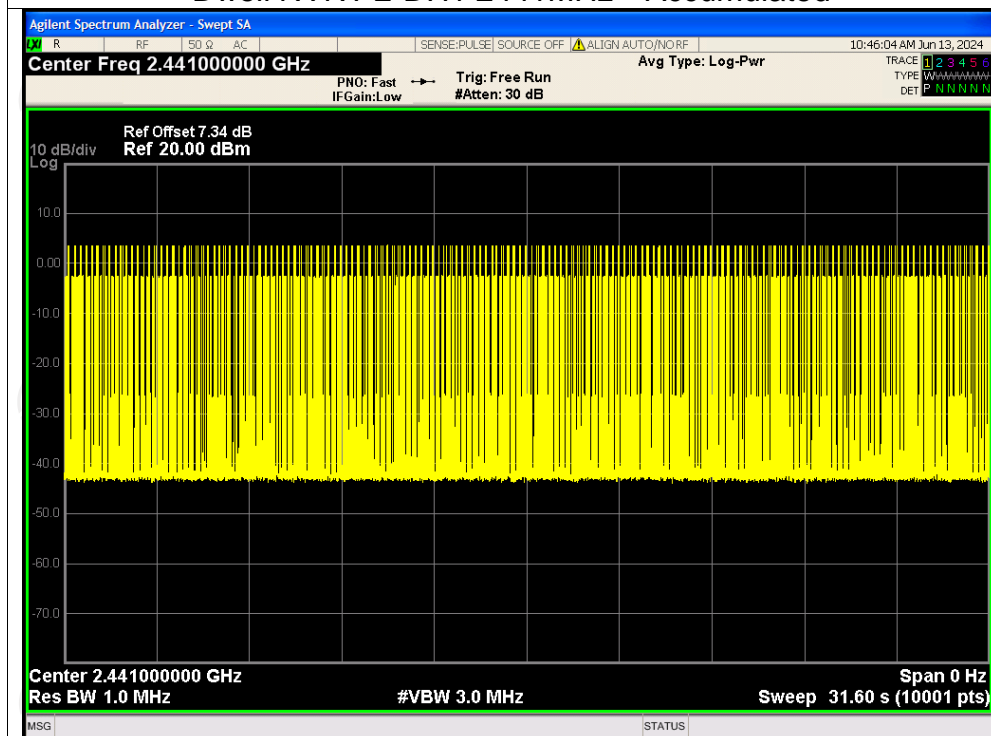 Agilent Spectrum Analyzer - Swept SA
LXI R RF 50 Ω AC SENSE:PULSE SOURCE OFF ALIGN AUTO/NO RF 10:46:04 AM Jun 13, 2024
Center Freq 2.441000000 GHz Avg Type: Log-Pwr TRACE 1 2 3 4 5 6
PNO: Fast Trig: Free Run TYPE
IFGain:Low #Atten: 30 dB DET P N N N N N
Ref Offset 7.34 dB
10 dB/div Ref 20.00 dBm
Log
10.0
0.00
-10.0
-20.0
-30.0
-40.0
-50.0
-60.0
-70.0
Center 2.441000000 GHz Span 0 Hz
Res BW 1.0 MHz #VBW 3.0 MHz Sweep 31.60 s (10001 pts)
MSG STATUS